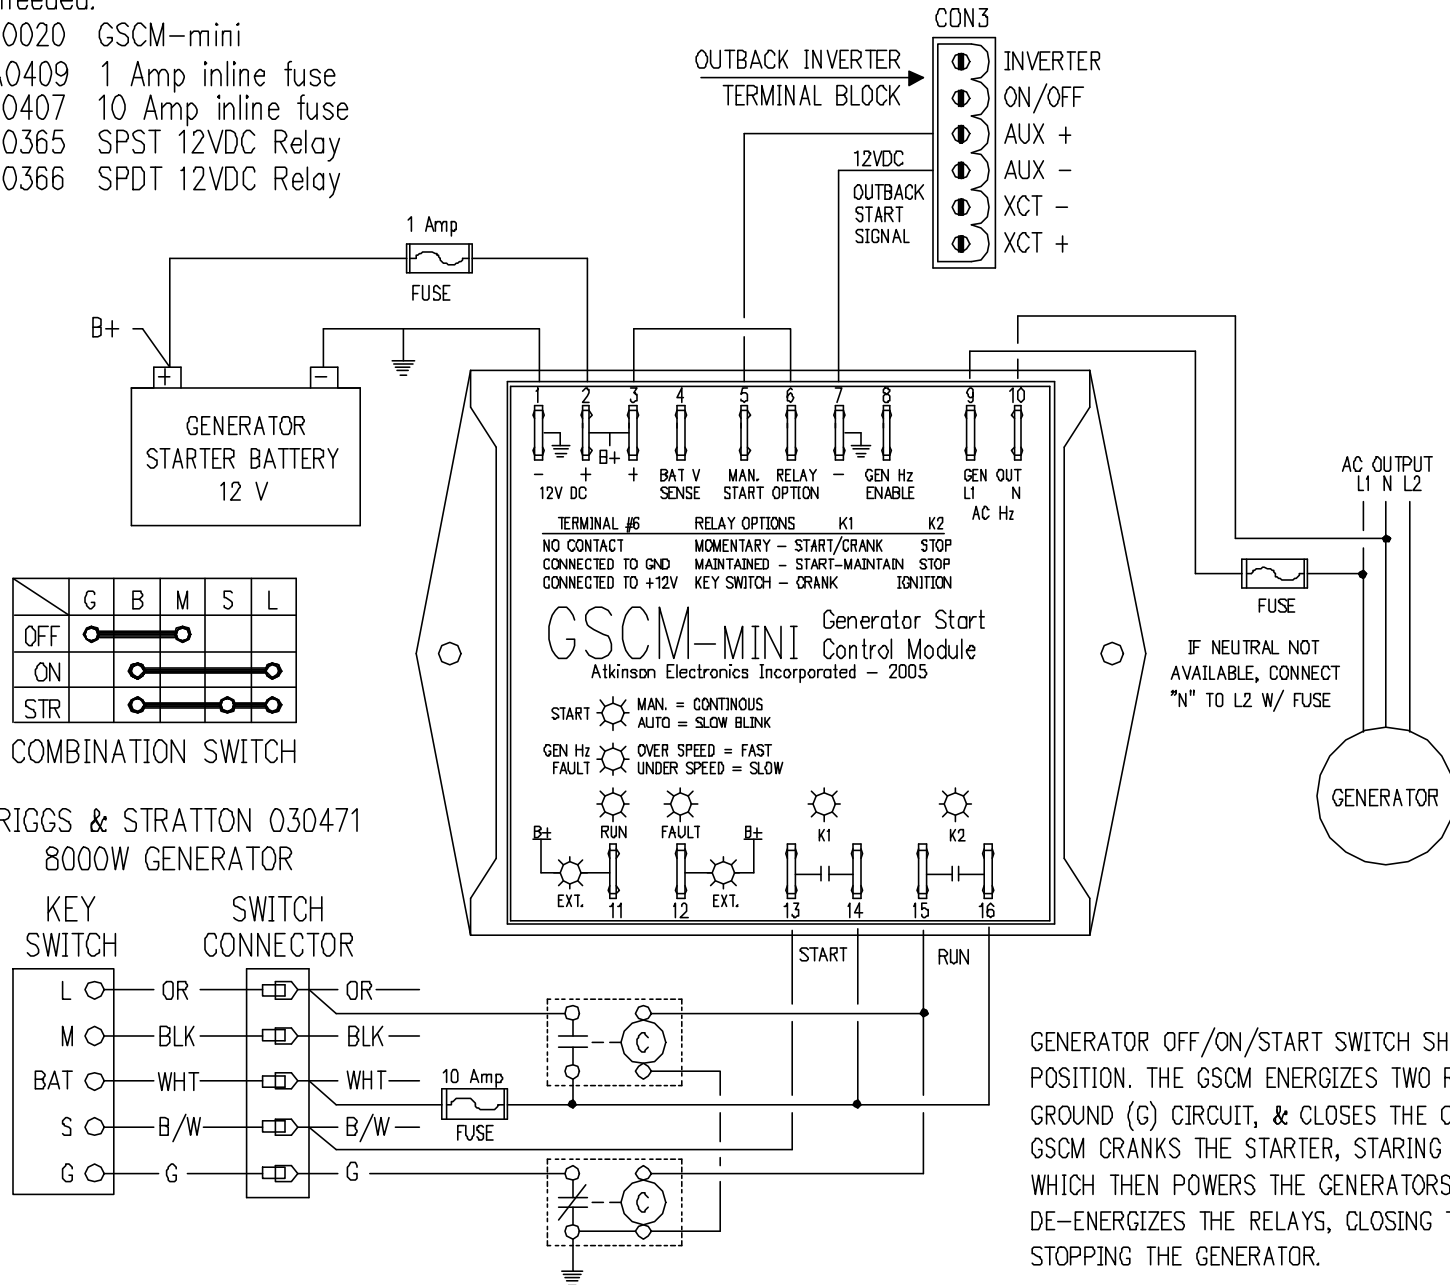 0020 GSCM-mini
0409 1 Amp inline fuse
0407 10 Amp inline fuse
0365 SPST 12VDC Relay
0366 SPDT 12VDC Relay
CON3
OUTBACK INVERTER
TERMINAL BLOCK
INVERTER
ON/OFF
AUX +
AUX -
XCT -
XCT +
12VDC
OUTBACK
START
SIGNAL
1 Amp
FUSE
B+
+
-
GENERATOR
STARTER BATTERY
12 V
1 2 3 4 5 6 7 8 9 10
B+
- + + BAT V MAN. RELAY - GEN Hz GEN OUT
12V DC SENSE START OPTION ENABLE L1 N
AC Hz
TERMINAL #6 RELAY OPTIONS K1 K2
NO CONTACT MOMENTARY - START/CRANK STOP
CONNECTED TO GND MAINTAINED - START-MAINTAIN STOP
CONNECTED TO +12V KEY SWITCH - CRANK IGNITION
GSCM-MINI Generator Start
Control Module
Atkinson Electronics Incorporated - 2005
START MAN. = CONTINOUS
AUTO = SLOW BLINK
GEN Hz OVER SPEED = FAST
FAULT UNDER SPEED = SLOW
B+ RUN FAULT B+ K1 K2
EXT. 11 12 EXT. 13 14 15 16
START RUN
AC OUTPUT
L1 N L2
FUSE
IF NEUTRAL NOT
AVAILABLE, CONNECT
"N" TO L2 W/ FUSE
GENERATOR
G B M S L
OFF
ON
STR
COMBINATION SWITCH
RIGGS & STRATTON 030471
8000W GENERATOR
KEY SWITCH
SWITCH CONNECTOR
L OR OR
M BLK BLK
BAT WHT WHT
S B/W B/W
G G G
10 Amp
FUSE
C
C
GENERATOR OFF/ON/START SWITCH SH
POSITION. THE GSCM ENERGIZES TWO R
GROUND (G) CIRCUIT, & CLOSES THE
GSCM CRANKS THE STARTER, STARING
WHICH THEN POWERS THE GENERATORS
DE-ENERGIZES THE RELAYS, CLOSING T
STOPPING THE GENERATOR.